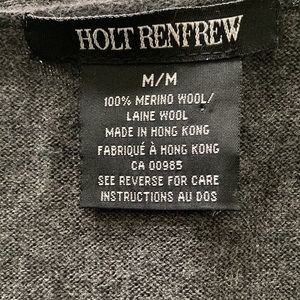 HOLT RENFREW
M/M
100% MERINO WOOL/
LAINE WOOL
MADE IN HONG KONG
FABRIQUÉ À HONG KONG
CA 00985
SEE REVERSE FOR CARE
INSTRUCTIONS AU DOS